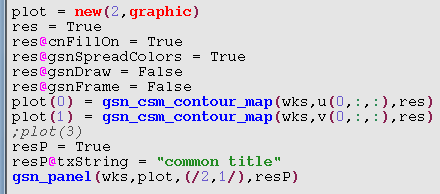 plot = new(2,graphic)
res = True
res@cnFillOn = True
res@gsnSpreadColors = True
res@gsnDraw = False
res@gsnFrame = False
plot(0) = gsn_csm_contour_map(wks,u(0,:,:),res)
plot(1) = gsn_csm_contour_map(wks,v(0,:,:),res)
;plot(3)
resP = True
resP@txString = "common title"
gsn_panel(wks,plot,(/2,1/),resP)